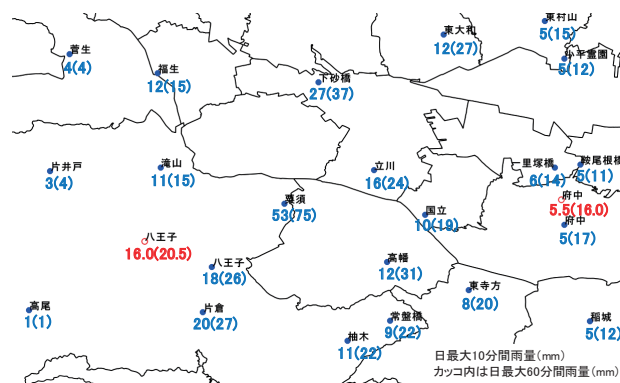 東村山
5(15)
東大和
12(27)
菅生
4(4)
小平霊園
5(12)
福生
12(15)
下砂橋
27(37)
片井戸
3(4)
滝山
11(15)
立川
16(24)
里塚橋
6(14)
鞍尾根橋
5(11)
粟須
53(75)
府中
5.5(16.0)
国立
10(19)
府中
5(17)
八王子
16.0(20.5)
八王子
18(26)
高幡
12(31)
東寺方
8(20)
高尾
1(1)
片倉
20(27)
常盤橋
9(22)
稲城
5(12)
柚木
11(22)
日最大10分間雨量(mm)
カッコ内は日最大60分間雨量(mm)